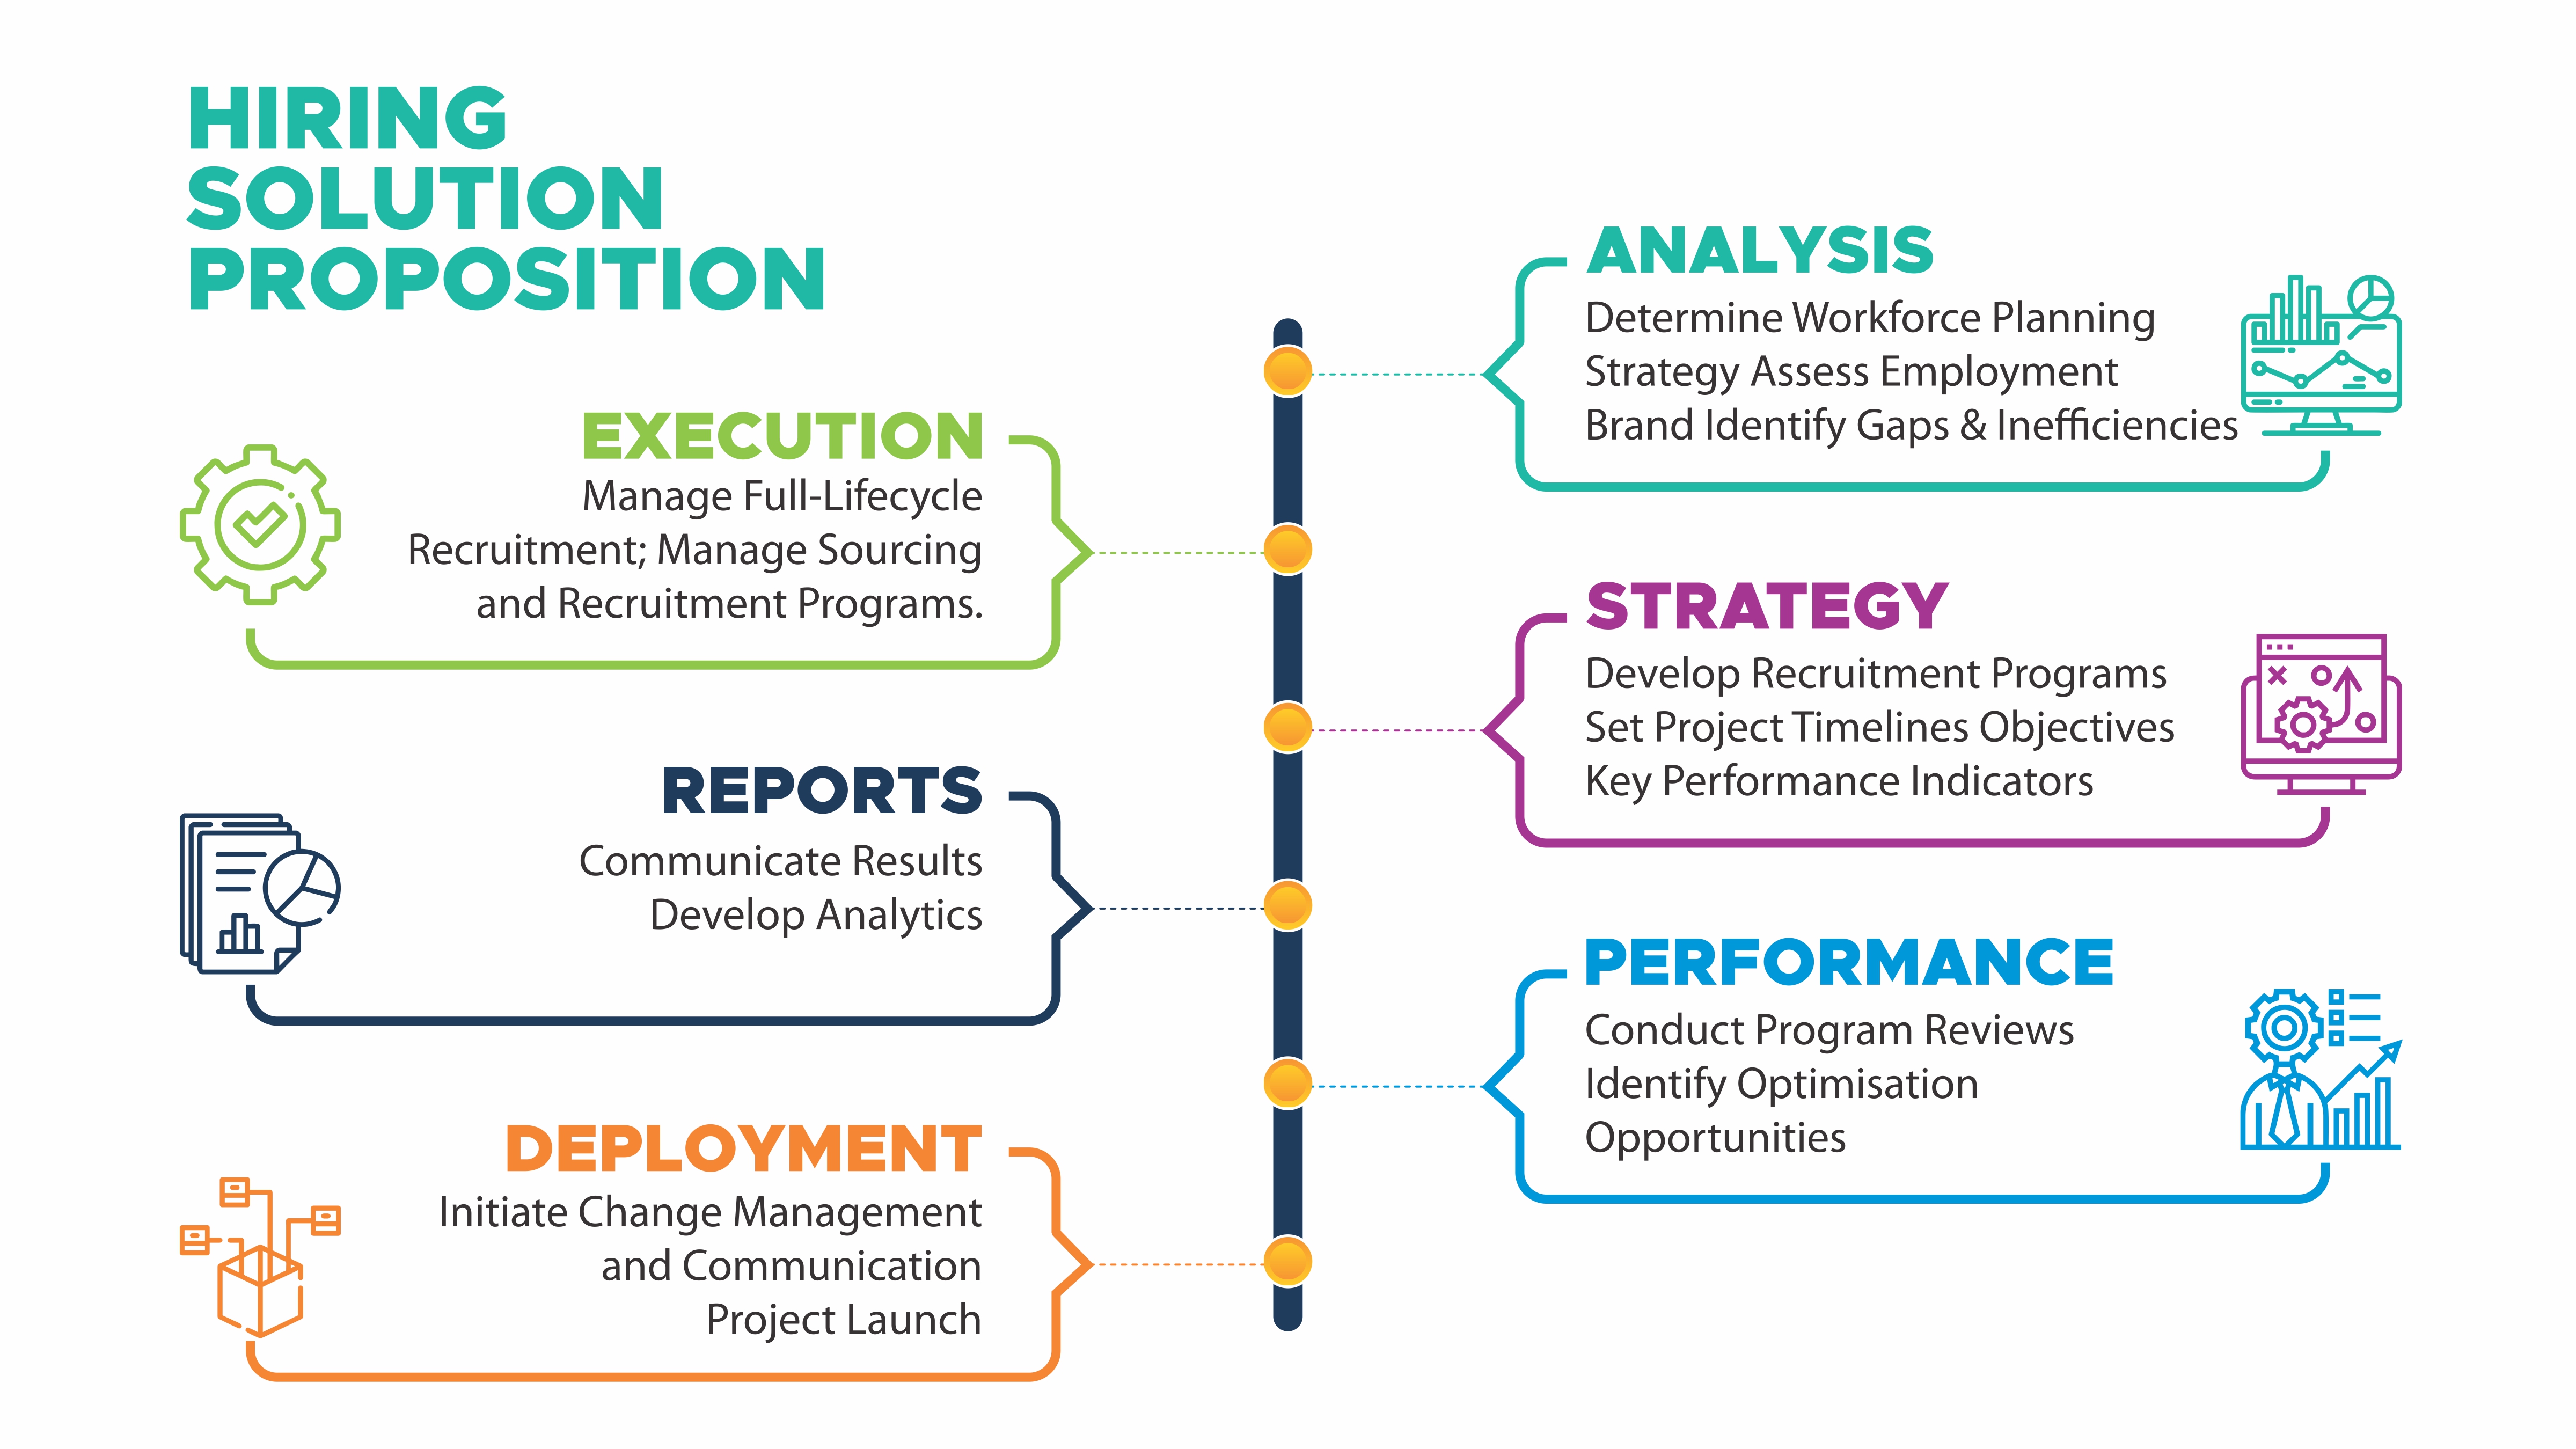 HIRING
SOLUTION
PROPOSITION
ANALYSIS
Determine Workforce Planning
Strategy Assess Employment
Brand Identify Gaps & Inefficiencies
EXECUTION
Manage Full-Lifecycle
Recruitment; Manage Sourcing
and Recruitment Programs.
STRATEGY
Develop Recruitment Programs
Set Project Timelines Objectives
Key Performance Indicators
REPORTS
Communicate Results
Develop Analytics
PERFORMANCE
Conduct Program Reviews
Identify Optimisation
Opportunities
DEPLOYMENT
Initiate Change Management
and Communication
Project Launch